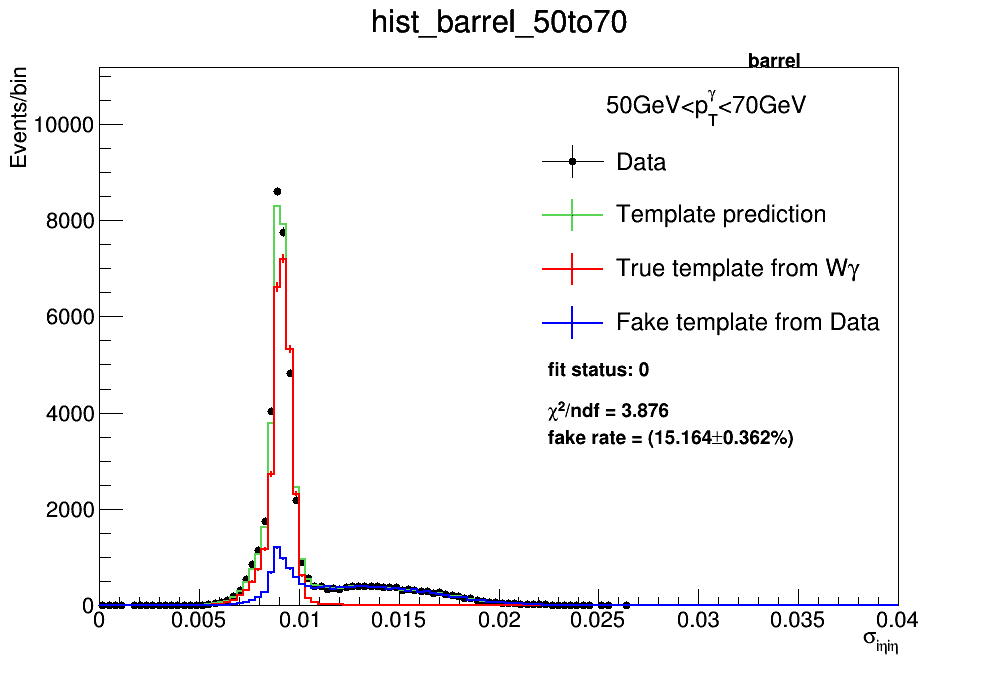 hist_barrel_50to70
barrel
Events/bin
50GeV<p_T^γ<70GeV
Data
Template prediction
True template from Wγ
Fake template from Data
fit status: 0
χ²/ndf = 3.876
fake rate = (15.164±0.362%)
10000
8000
6000
4000
2000
0
0 0.005 0.01 0.015 0.02 0.025 0.03 0.035 0.04
σiηiη